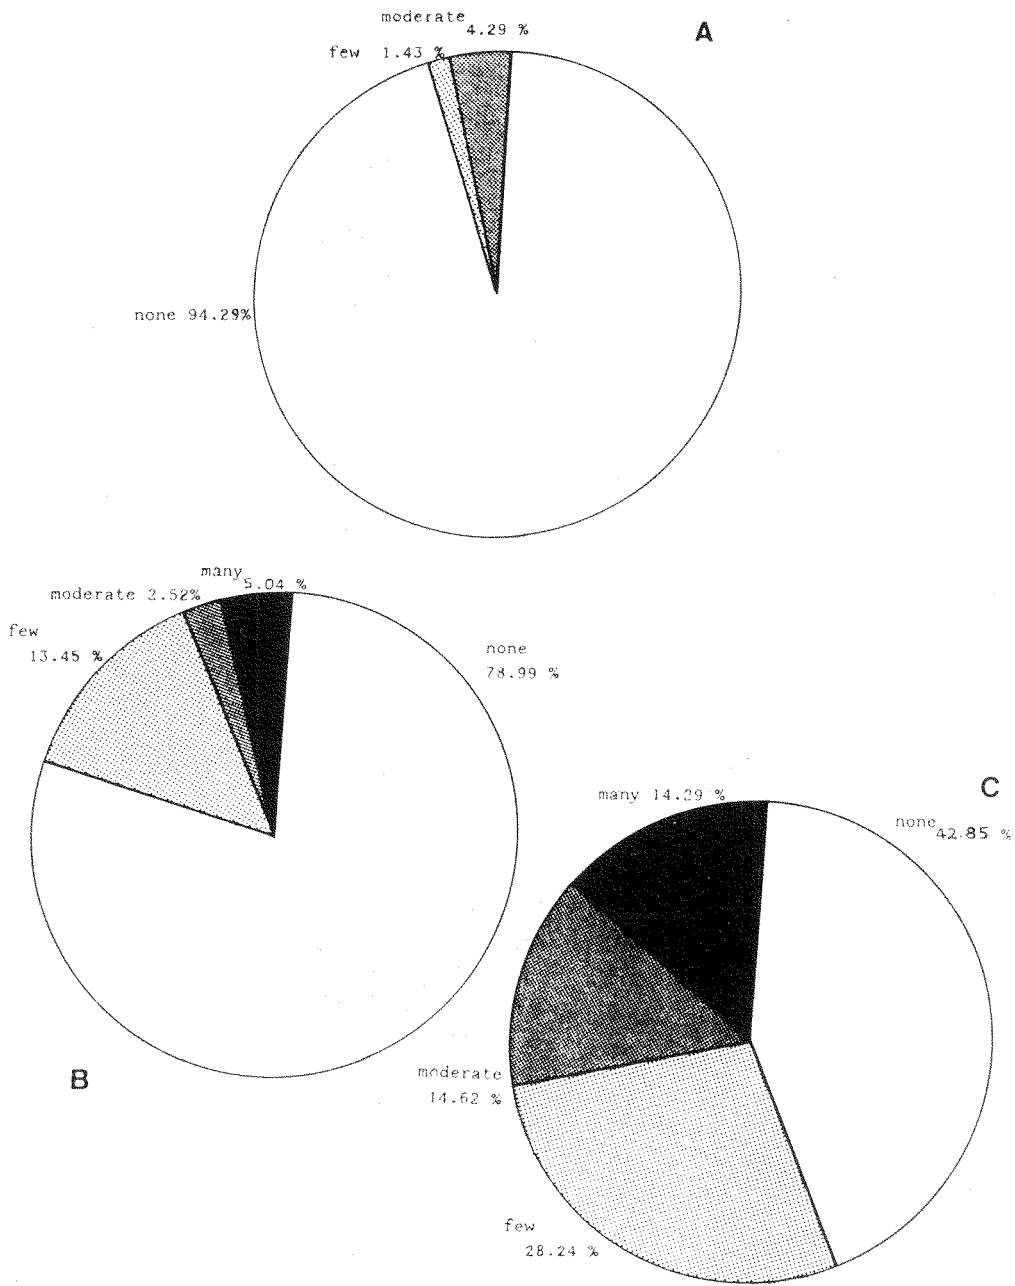 A
moderate
4.29 %
few 1.43 %
none 94.29%
many
5.04 %
moderate 2.52%
few
13.45 %
none
78.99 %
B
C
many 14.29 %
none
42.85 %
moderate
14.62 %
few
28.24 %